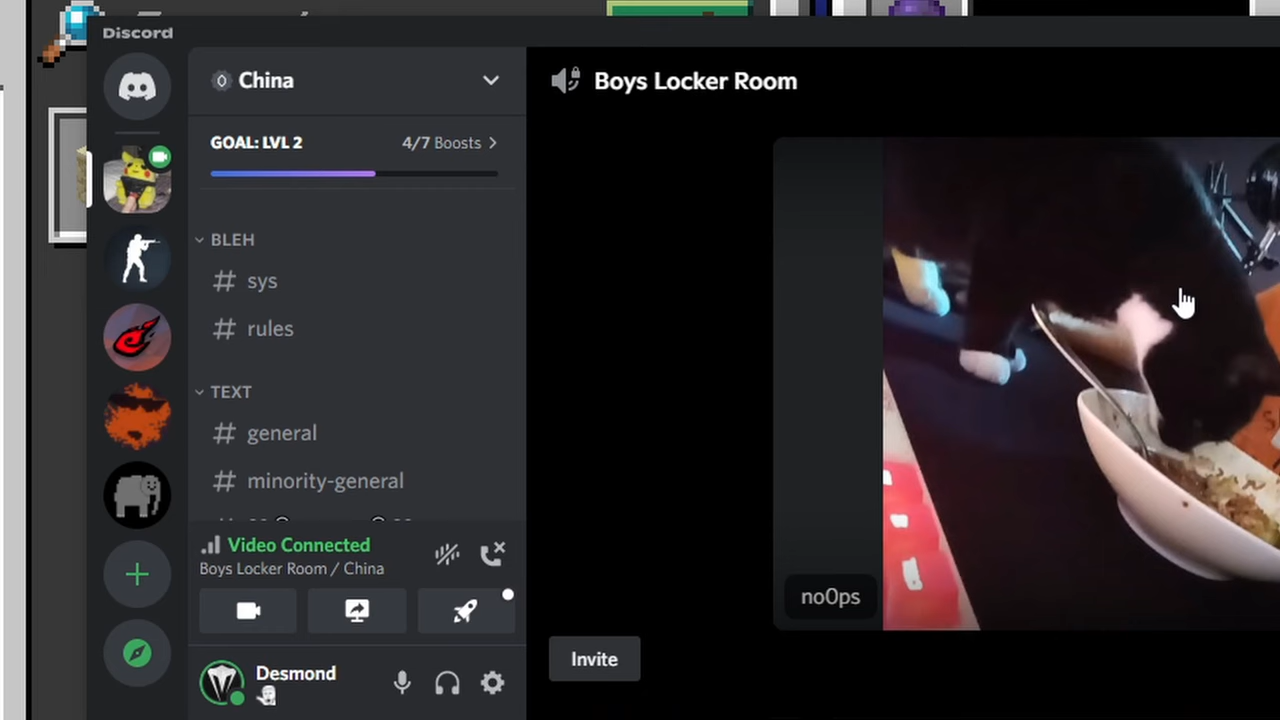 Discord
China
GOAL: LVL 2
4/7 Boosts
BLEH
sys
rules
TEXT
general
minority-general
Video Connected
Boys Locker Room / China
Desmond
Boys Locker Room
no0ps
Invite